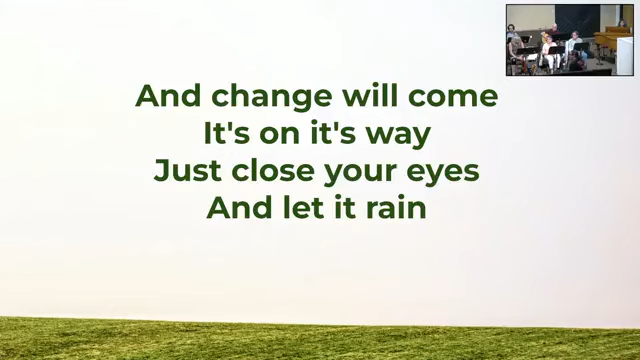 And change will come
It's on it's way
Just close your eyes
And let it rain